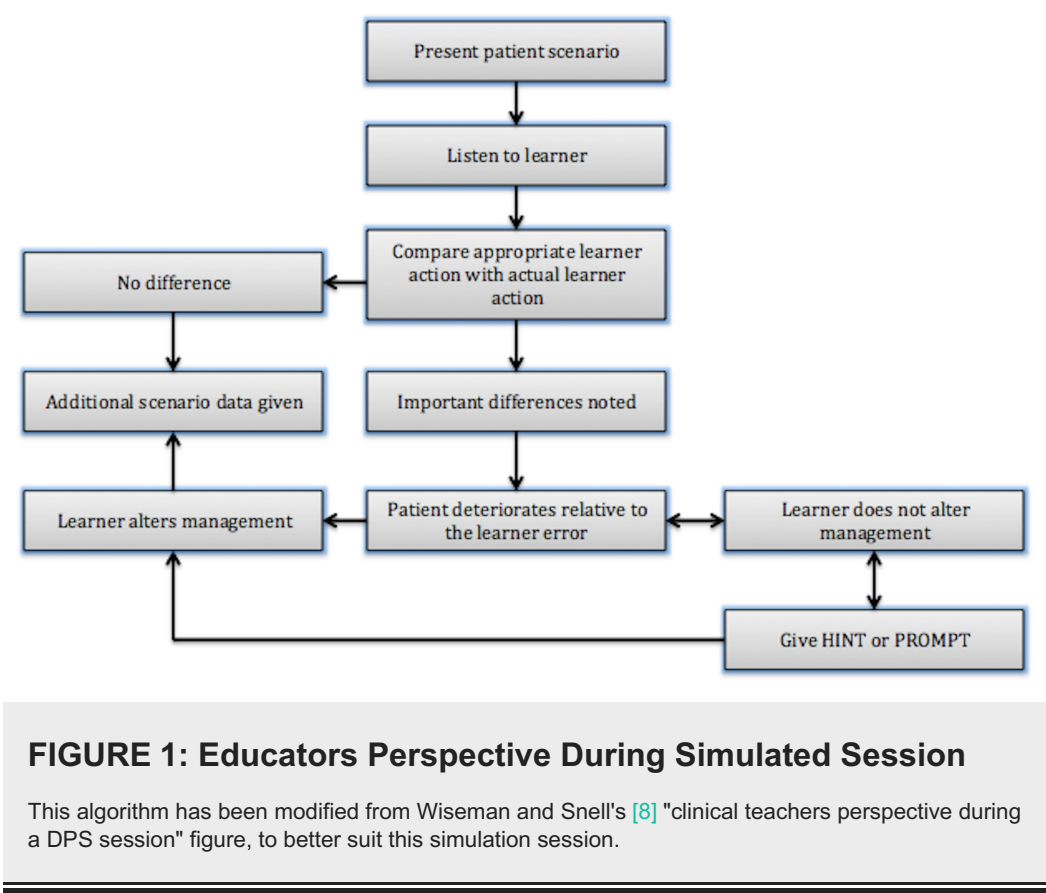 Present patient scenario
Listen to learner
Compare appropriate learner
action with actual learner
action
No difference
Additional scenario data given
Important differences noted
Learner alters management
Patient deteriorates relative to
the learner error
Learner does not alter
management
Give HINT or PROMPT
FIGURE 1: Educators Perspective During Simulated Session
This algorithm has been modified from Wiseman and Snell's [8] "clinical teachers perspective during
a DPS session" figure, to better suit this simulation session.